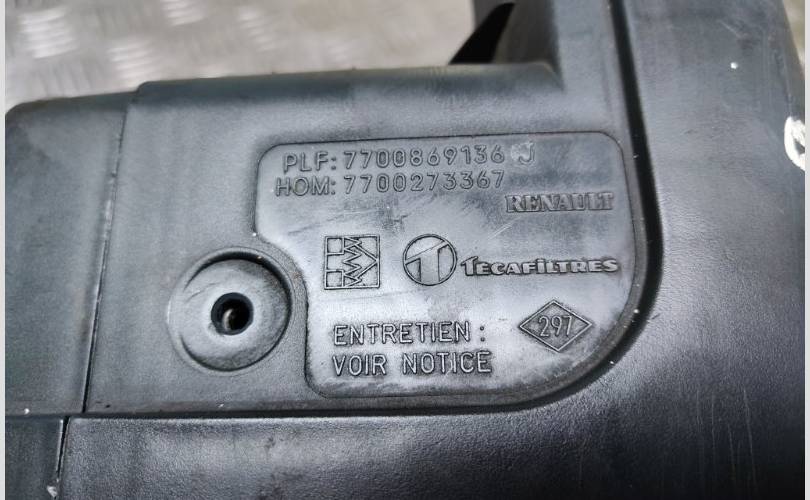 PLF: 7700869136 J
HOM: 7700273367
RENAULT
TECAFILTRES
ENTRETIEN :
297
VOIR NOTICE